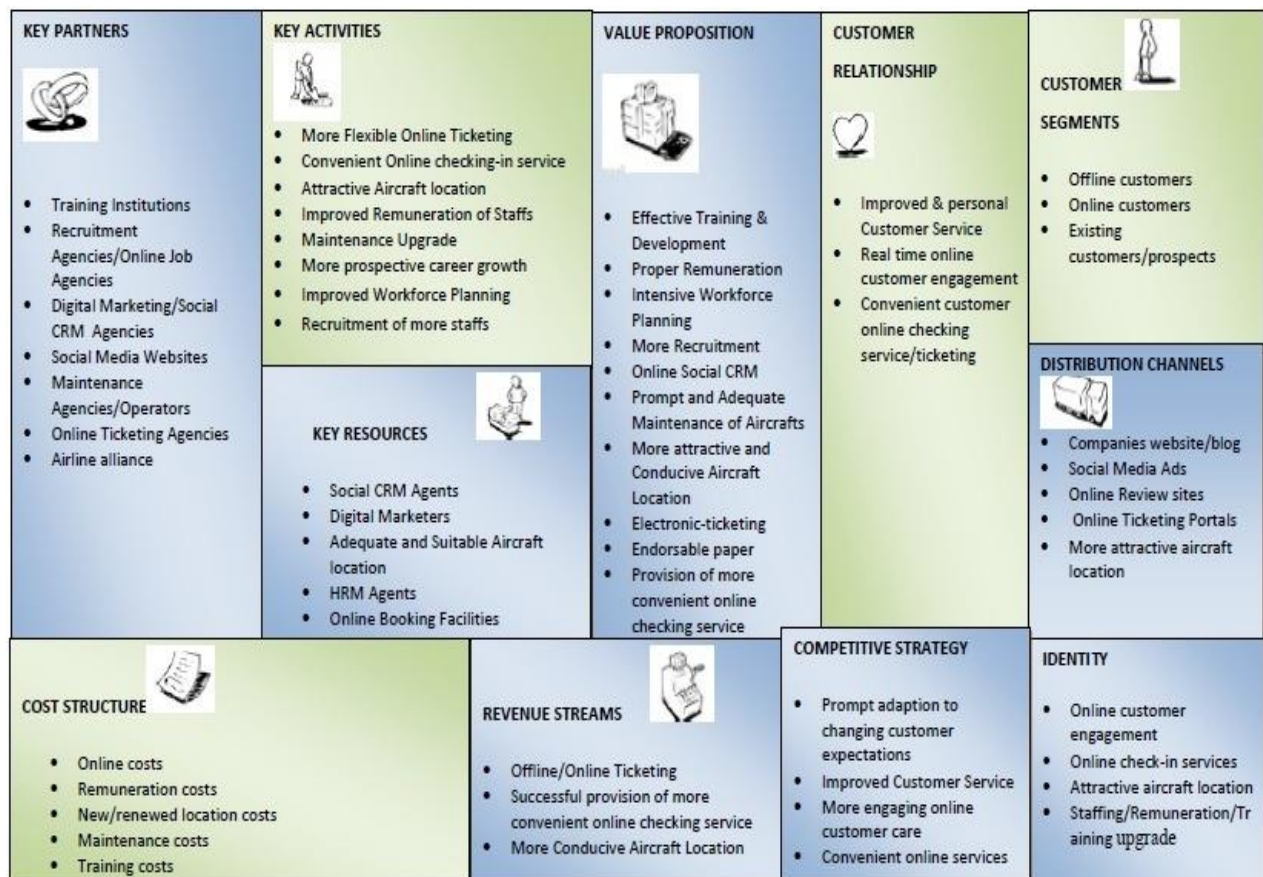 KEY PARTNERS
• Training Institutions
• Recruitment
Agencies/Online Job
Agencies
• Digital Marketing/Social
CRM Agencies
• Social Media Websites
• Maintenance
Agencies/Operators
• Online Ticketing Agencies
• Airline alliance
KEY ACTIVITIES
• More Flexible Online Ticketing
• Convenient Online checking-in service
• Attractive Aircraft location
• Improved Remuneration of Staffs
• Maintenance Upgrade
• More prospective career growth
• Improved Workforce Planning
• Recruitment of more staffs
KEY RESOURCES
• Social CRM Agents
• Digital Marketers
• Adequate and Suitable Aircraft
location
• HRM Agents
• Online Booking Facilities
VALUE PROPOSITION
• Effective Training &
Development
• Proper Remuneration
• Intensive Workforce
Planning
• More Recruitment
• Online Social CRM
• Prompt and Adequate
Maintenance of Aircrafts
• More attractive and
Conducive Aircraft
Location
• Electronic-ticketing
• Endorsable paper
• Provision of more
convenient online
checking service
CUSTOMER
RELATIONSHIP
• Improved & personal
Customer Service
• Real time online
customer engagement
• Convenient customer
online checking
service/ticketing
CUSTOMER
SEGMENTS
• Offline customers
• Online customers
• Existing
customers/prospects
DISTRIBUTION CHANNELS
• Companies website/blog
• Social Media Ads
• Online Review sites
• Online Ticketing Portals
• More attractive aircraft
location
COST STRUCTURE
• Online costs
• Remuneration costs
• New/renewed location costs
• Maintenance costs
• Training costs
REVENUE STREAMS
• Offline/Online Ticketing
• Successful provision of more
convenient online checking service
• More Conducive Aircraft Location
COMPETITIVE STRATEGY
• Prompt adaption to
changing customer
expectations
• Improved Customer Service
• More engaging online
customer care
• Convenient online services
IDENTITY
• Online customer
engagement
• Online check-in services
• Attractive aircraft location
• Staffing/Remuneration/Tr
aining upgrade